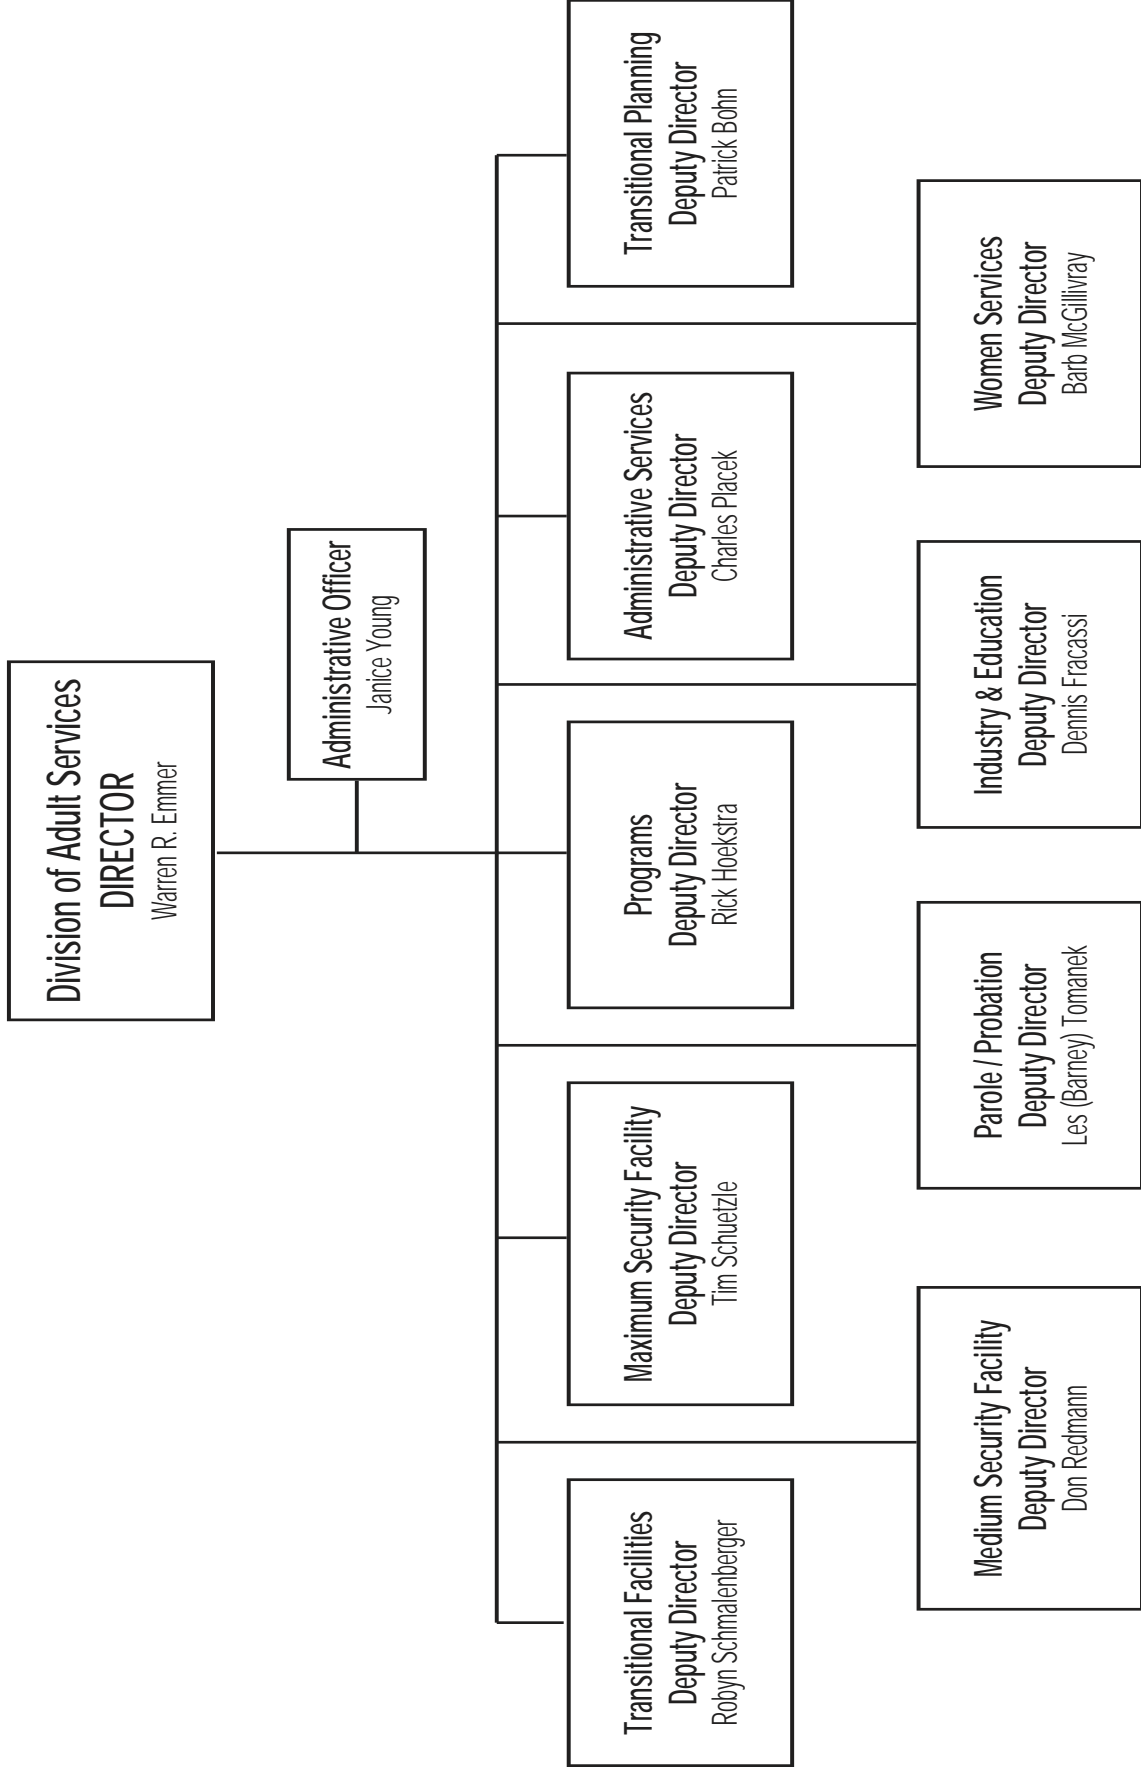 Division of Adult Services
DIRECTOR
Warren R. Emmer
Administrative Officer
Janice Young
Transitional Facilities
Deputy Director
Robyn Schmalenberger
Maximum Security Facility
Deputy Director
Tim Schuetzle
Programs
Deputy Director
Rick Hoekstra
Administrative Services
Deputy Director
Charles Placek
Transitional Planning
Deputy Director
Patrick Bohn
Medium Security Facility
Deputy Director
Don Redmann
Parole / Probation
Deputy Director
Les (Barney) Tomanek
Industry & Education
Deputy Director
Dennis Fracassi
Women Services
Deputy Director
Barb McGillivray